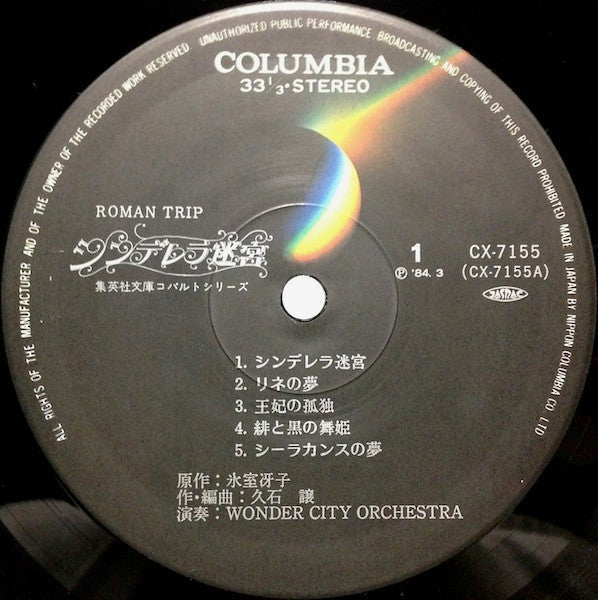 ALL RIGHTS OF THE MANUFACTURER AND OF THE OWNER OF THE RECORDED WORK RESERVED UNAUTHORIZED PUBLIC PERFORMANCE. BROADCASTING AND COPYING OF THIS RECORD PROHIBITED MADE IN JAPAN BY NIPPON COLUMBIA CO LTD
COLUMBIA
33⅓・STEREO
ROMAN TRIP
シンデレラ迷宮
集英社文庫コバルトシリーズ
1
Ⓟ '84. 3
CX-7155
(CX-7155A)
JASRAC
1. シンデレラ迷宮
2. リネの夢
3. 王妃の孤独
4. 緋と黒の舞姫
5. シーラカンスの夢
原作：氷室冴子
作・編曲：久石 譲
演奏：WONDER CITY ORCHESTRA